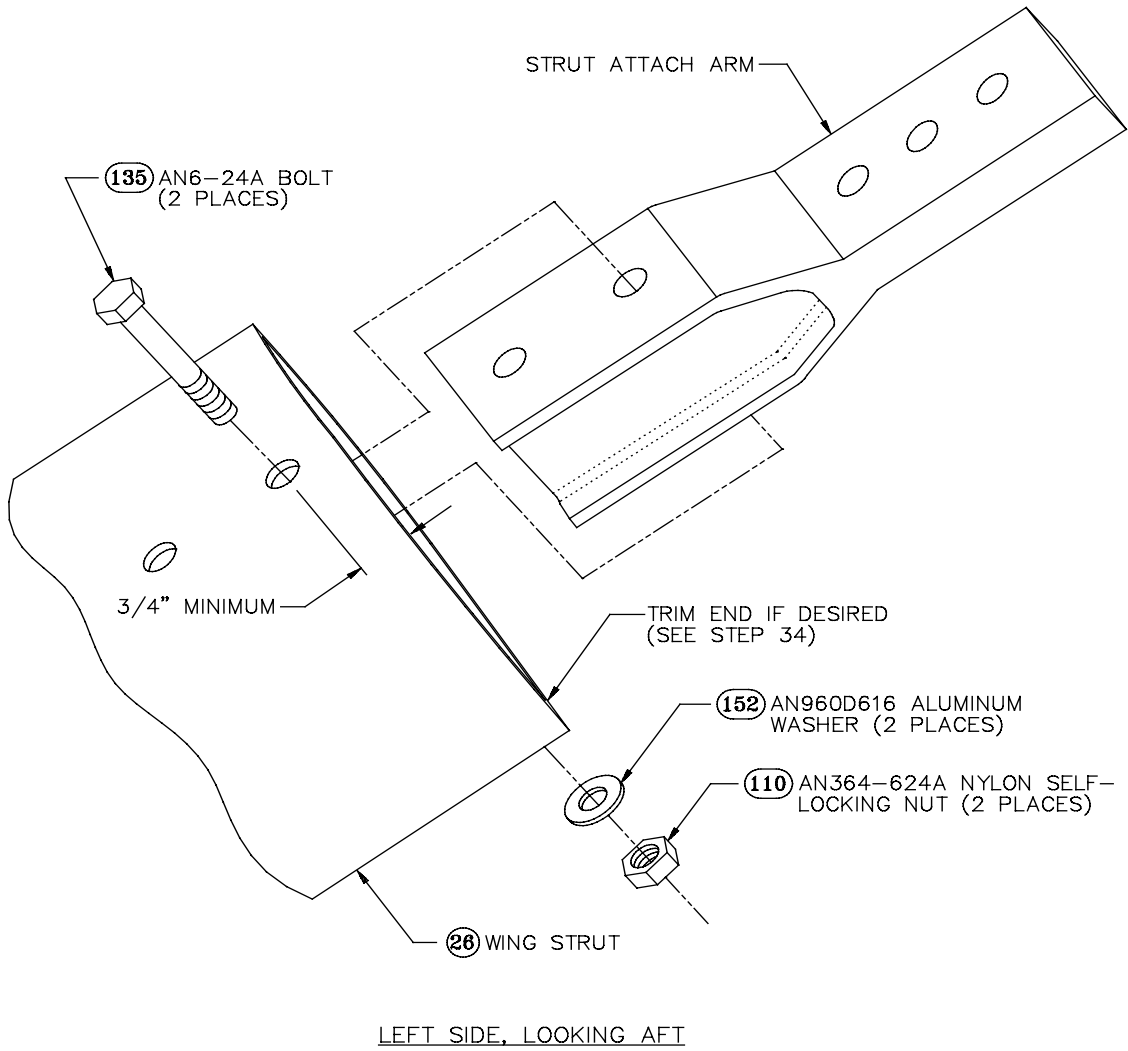 STRUT ATTACH ARM
135 AN6-24A BOLT
(2 PLACES)
3/4" MINIMUM
TRIM END IF DESIRED
(SEE STEP 34)
152 AN960D616 ALUMINUM
WASHER (2 PLACES)
110 AN364-624A NYLON SELF-
LOCKING NUT (2 PLACES)
26 WING STRUT
LEFT SIDE, LOOKING AFT